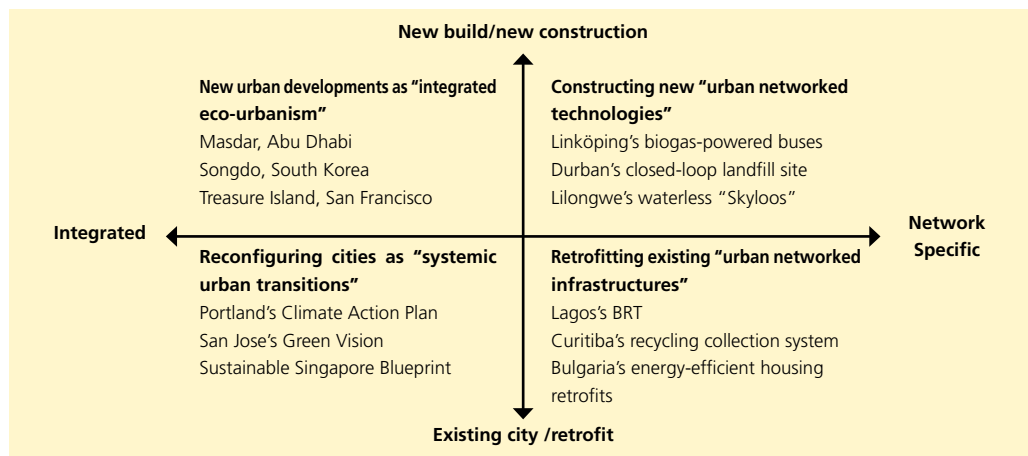 New build/new construction
New urban developments as “integrated
eco-urbanism”
Masdar, Abu Dhabi
Songdo, South Korea
Treasure Island, San Francisco
Constructing new “urban networked
technologies”
Linköping’s biogas-powered buses
Durban’s closed-loop landfill site
Lilongwe’s waterless “Skyloos”
Integrated
Network
Specific
Reconfiguring cities as “systemic
urban transitions”
Portland’s Climate Action Plan
San Jose’s Green Vision
Sustainable Singapore Blueprint
Retrofitting existing “urban networked
infrastructures”
Lagos’s BRT
Curitiba’s recycling collection system
Bulgaria’s energy-efficient housing
retrofits
Existing city /retrofit